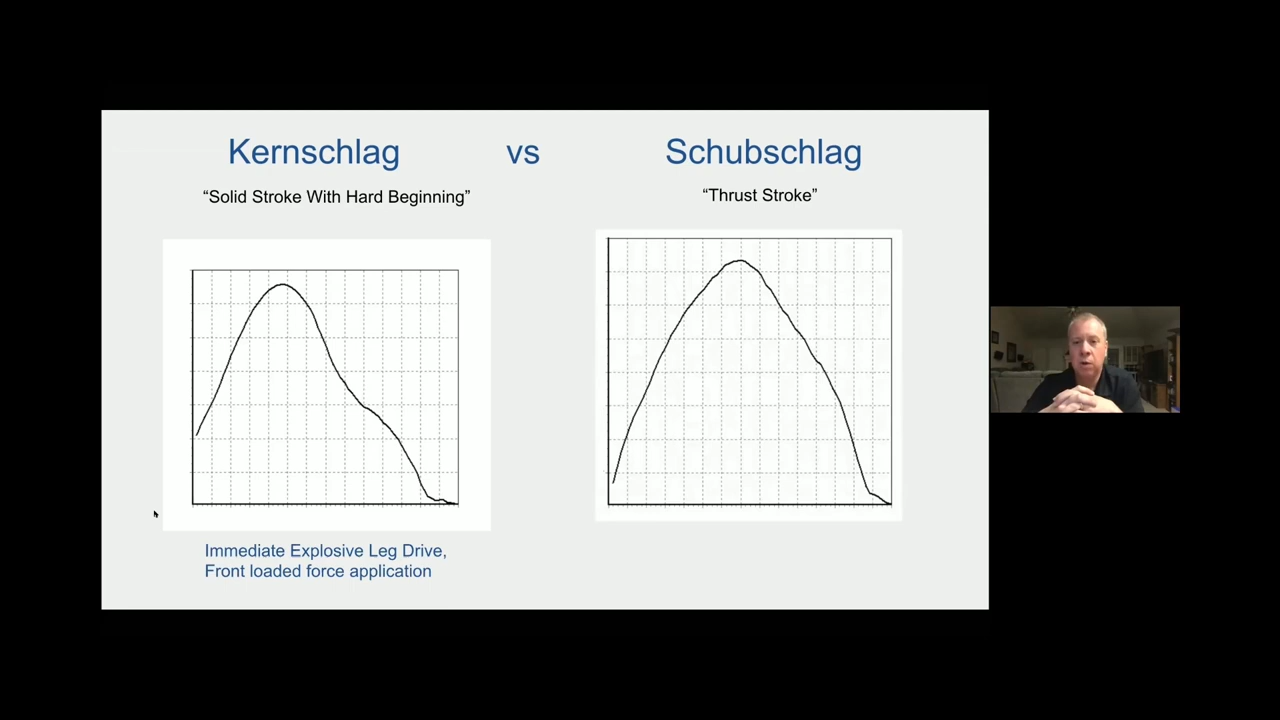 Kernschlag vs Schubschlag
“Solid Stroke With Hard Beginning”
“Thrust Stroke”
Immediate Explosive Leg Drive,
Front loaded force application